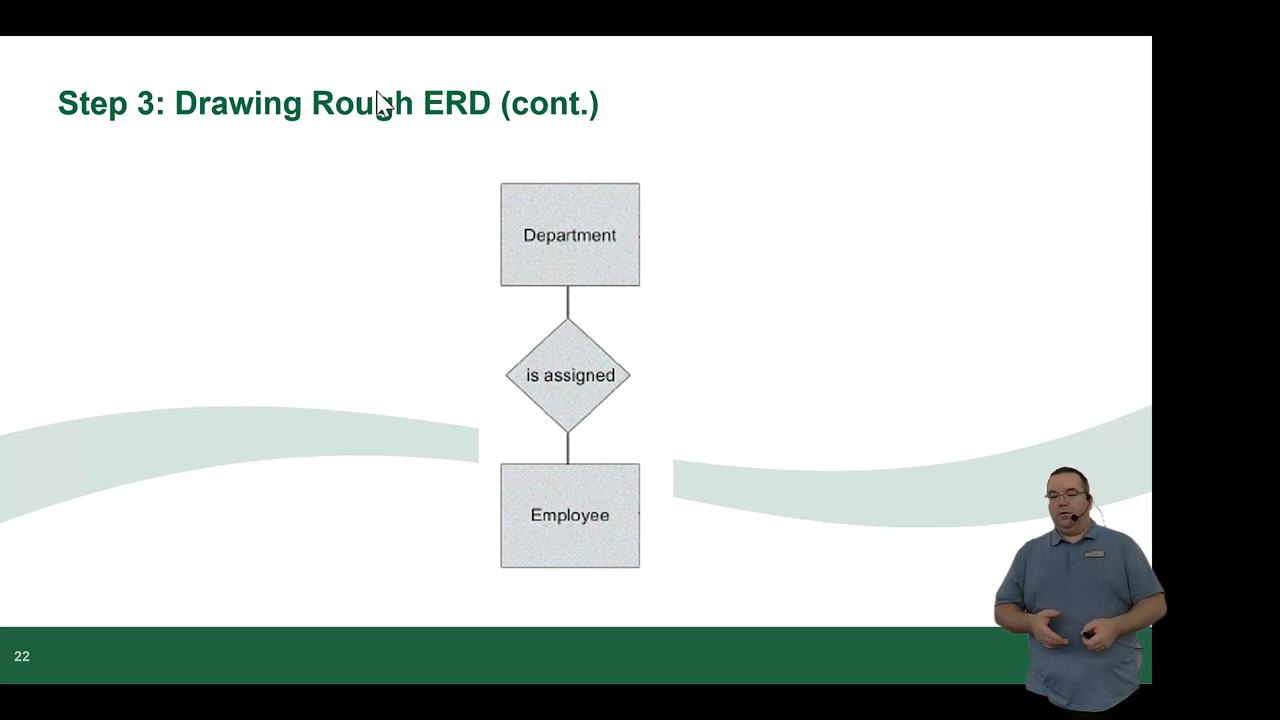 Step 3: Drawing Rough ERD (cont.)
Department
is assigned
Employee
22